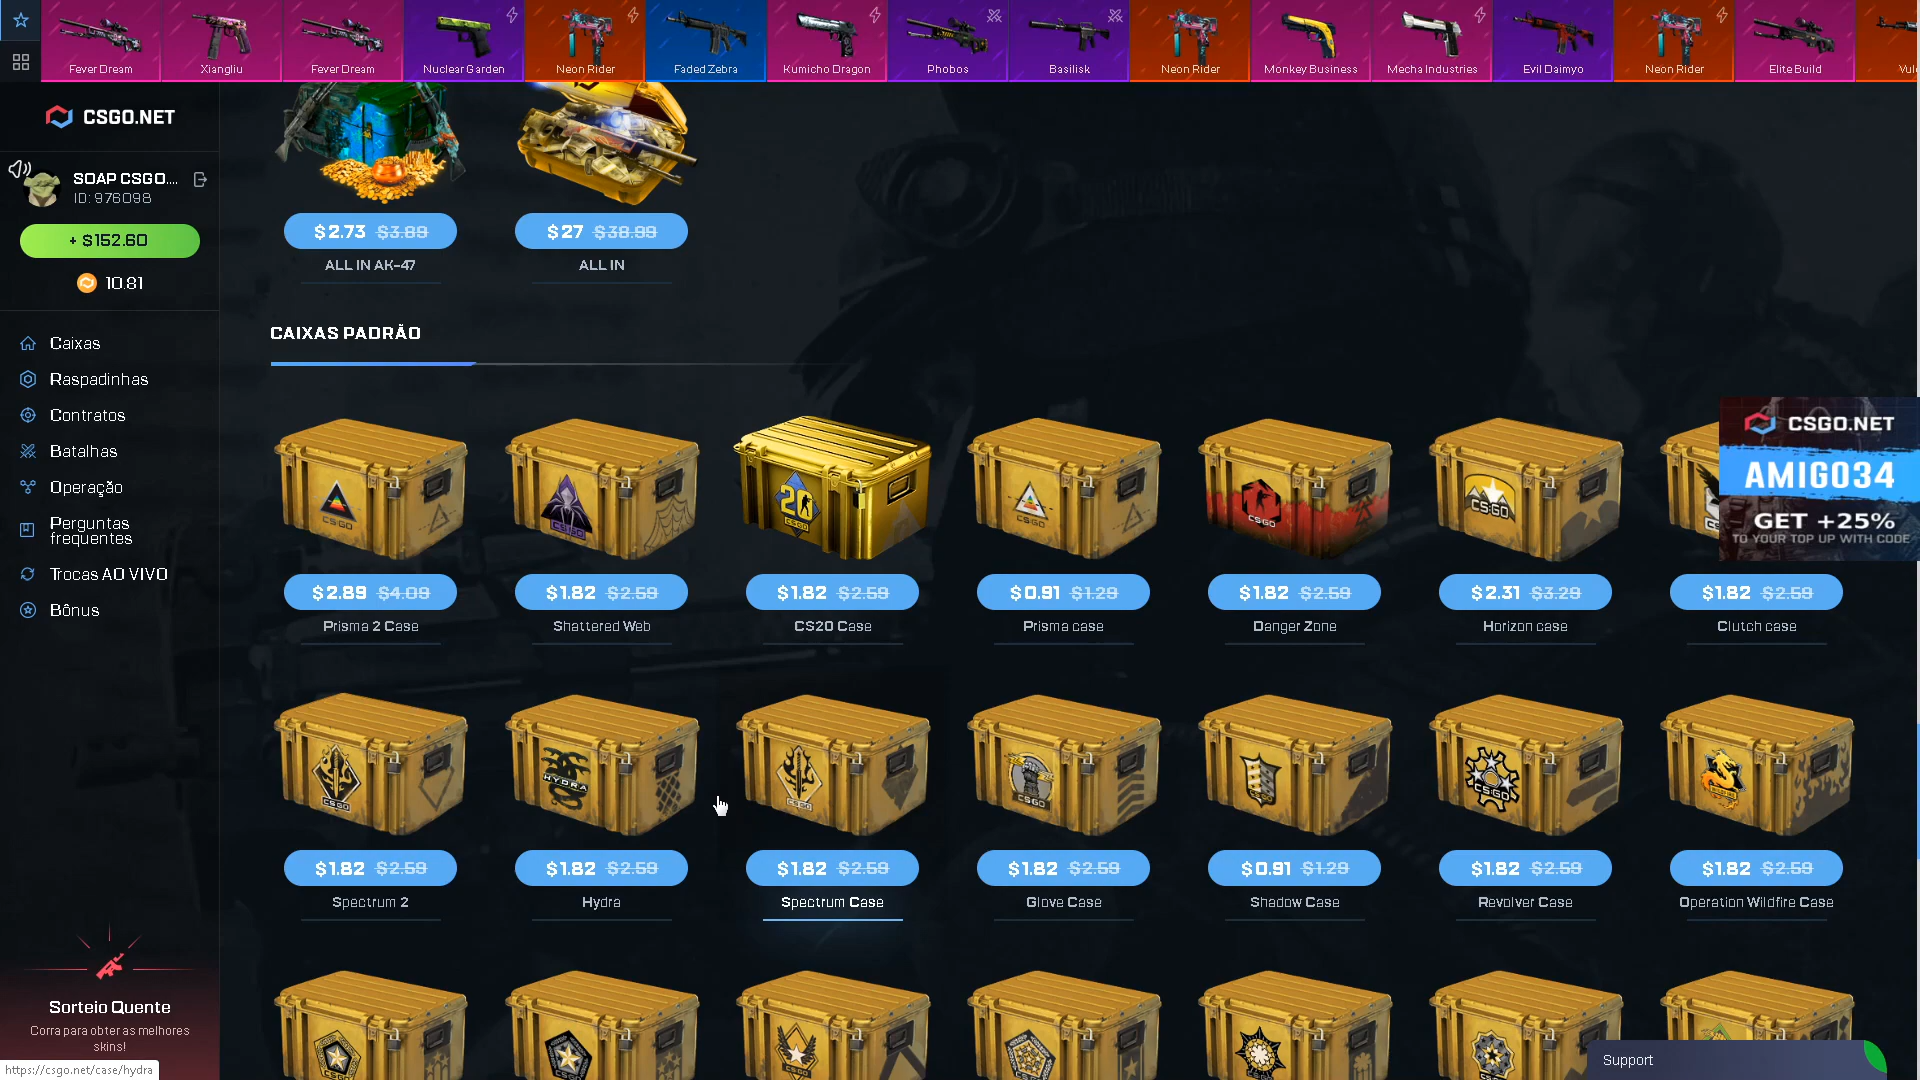 Fever Dream
Xiangliu
Fever Dream
Nuclear Garden
Neon Rider
Faded Zebra
Kumicho Dragon
Phobos
Basilisk
Neon Rider
Monkey Business
Mecha Industries
Evil Daimyo
Neon Rider
Elite Build
CSGO.NET
SOAP CSGO....
ID: 976098
+ $152.60
10.81
Caixas
Raspadinhas
Contratos
Batalhas
Operação
Perguntas
frequentes
Trocas AO VIVO
Bônus
Sorteio Quente
Corra para obter as melhores
skins!
https://csgo.net/case/hydra
$2.73 $3.89
$27 $38.99
ALL IN AK-47
ALL IN
CAIXAS PADRÃO
$2.89 $4.09
$1.82 $2.59
$1.82 $2.59
$0.91 $1.29
$1.82 $2.59
$2.31 $3.29
$1.82 $2.59
Prisma 2 Case
Shattered Web
CS20 Case
Prisma case
Danger Zone
Horizon case
Clutch case
CSGO.NET
AMIGO34
GET +25%
TO YOUR TOP UP WITH CODE
HYDRA
$1.82 $2.59
$1.82 $2.59
$1.82 $2.59
$1.82 $2.59
$0.91 $1.29
$1.82 $2.59
$1.82 $2.59
Spectrum 2
Hydra
Spectrum Case
Glove Case
Shadow Case
Revolver Case
Operation Wildfire Case
Support